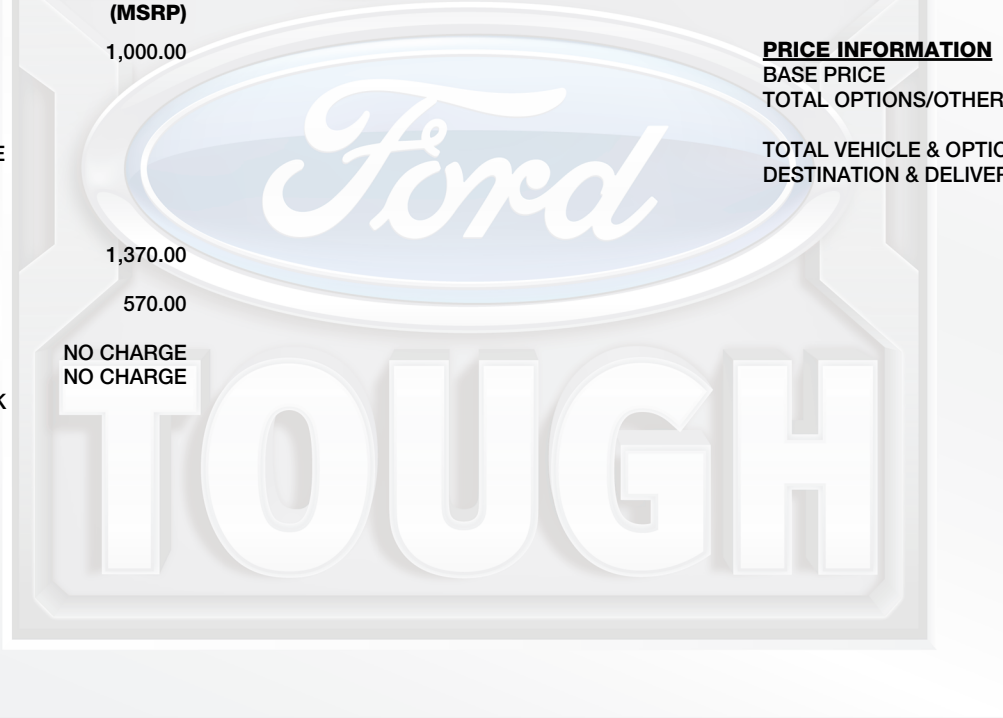 (MSRP)
1,000.00
E
1,370.00
570.00
NO CHARGE
NO CHARGE
K
PRICE INFORMATION
BASE PRICE
TOTAL OPTIONS/OTHER
TOTAL VEHICLE & OPTIO
DESTINATION & DELIVER
Ford
TOUGH